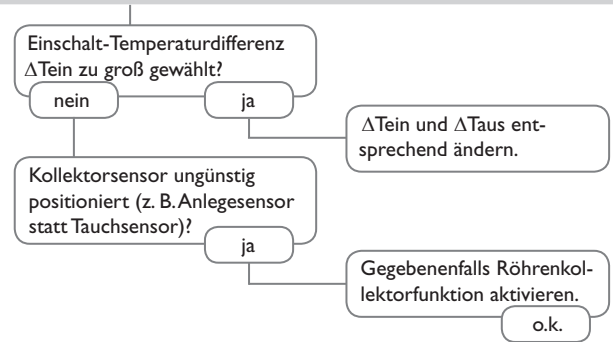 Einschalt-Temperaturdifferenz
ΔTein zu groß gewählt?
nein
ja
ΔTein und ΔTaus ent-
sprechend ändern.
Kollektorsensor ungünstig
positioniert (z. B. Anlegesensor
statt Tauchsensor)?
ja
Gegebenenfalls Röhrenkol-
lektorfunktion aktivieren.
o.k.